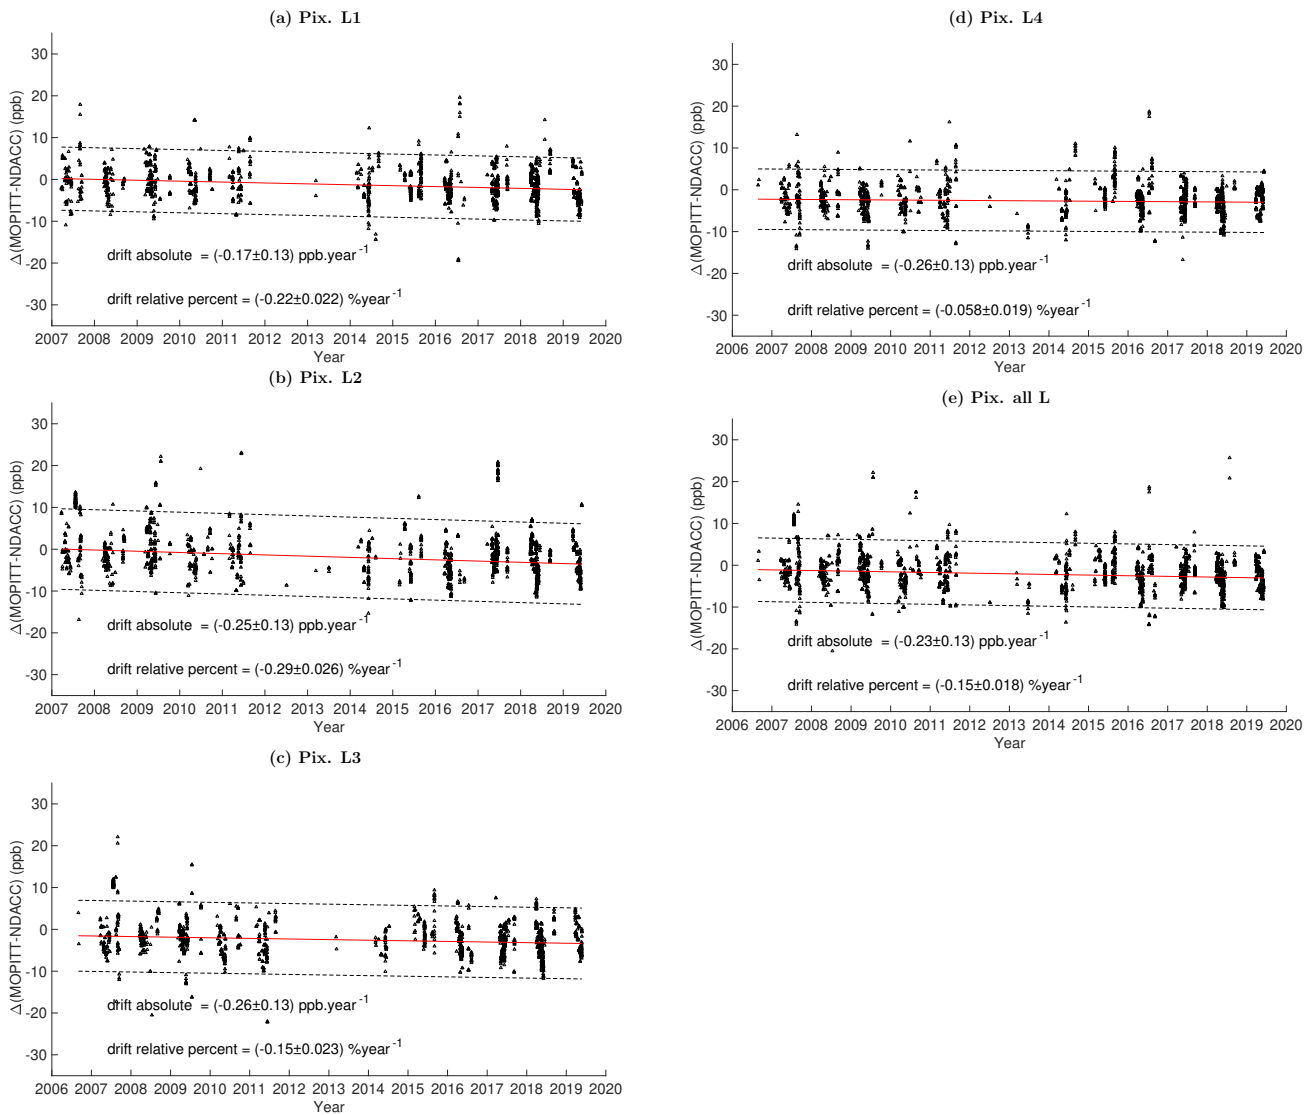 (a) Pix. L1
Δ(MOPITT-NDACC) (ppb)
30
20
10
0
-10
-20
-30
drift absolute = (-0.17±0.13) ppb.year-1
drift relative percent = (-0.22±0.022) %year-1
2007 2008 2009 2010 2011 2012 2013 2014 2015 2016 2017 2018 2019 2020
Year
(b) Pix. L2
Δ(MOPITT-NDACC) (ppb)
30
20
10
0
-10
-20
-30
drift absolute = (-0.25±0.13) ppb.year-1
drift relative percent = (-0.29±0.026) %year-1
2007 2008 2009 2010 2011 2012 2013 2014 2015 2016 2017 2018 2019 2020
Year
(c) Pix. L3
Δ(MOPITT-NDACC) (ppb)
30
20
10
0
-10
-20
-30
drift absolute = (-0.26±0.13) ppb.year-1
drift relative percent = (-0.15±0.023) %year-1
2006 2007 2008 2009 2010 2011 2012 2013 2014 2015 2016 2017 2018 2019 2020
Year
(d) Pix. L4
Δ(MOPITT-NDACC) (ppb)
30
20
10
0
-10
-20
-30
drift absolute = (-0.26±0.13) ppb.year-1
drift relative percent = (-0.058±0.019) %year-1
2006 2007 2008 2009 2010 2011 2012 2013 2014 2015 2016 2017 2018 2019 2020
Year
(e) Pix. all L
Δ(MOPITT-NDACC) (ppb)
30
20
10
0
-10
-20
-30
drift absolute = (-0.23±0.13) ppb.year-1
drift relative percent = (-0.15±0.018) %year-1
2006 2007 2008 2009 2010 2011 2012 2013 2014 2015 2016 2017 2018 2019 2020
Year